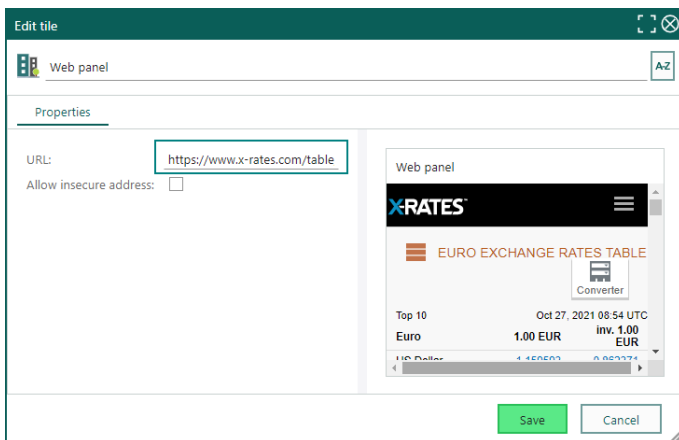 Edit tile
Web panel
A-Z
Properties
URL: https://www.x-rates.com/table
Allow insecure address:
Web panel
X-RATES
EURO EXCHANGE RATES TABLE
Converter
Top 10 Oct 27, 2021 08:54 UTC
Euro 1.00 EUR inv. 1.00 EUR
US Dollar
Save Cancel